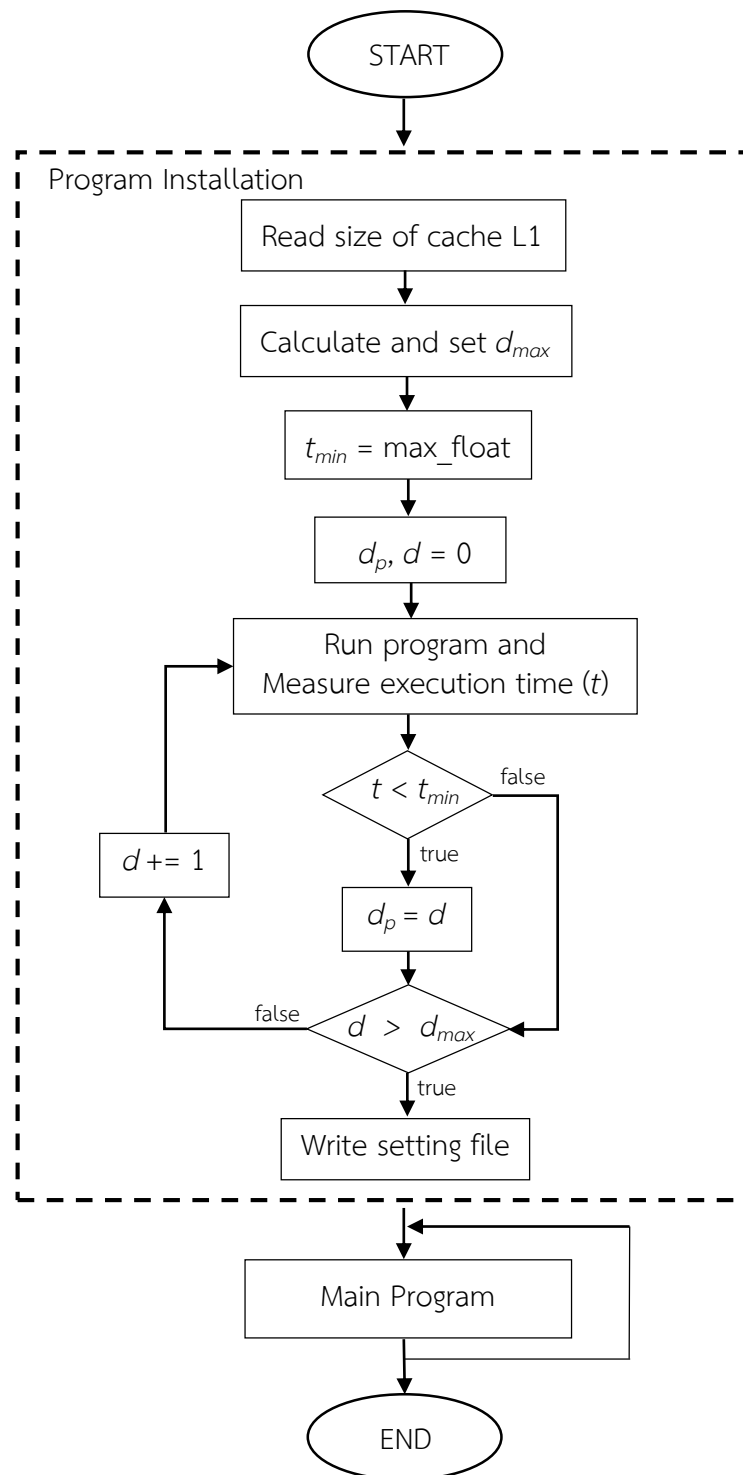 START
Program Installation
Read size of cache L1
Calculate and set dmax
tmin = max_float
dp, d = 0
Run program and
Measure execution time (t)
t < tmin
false
true
d += 1
dp = d
false
d > dmax
true
Write setting file
Main Program
END